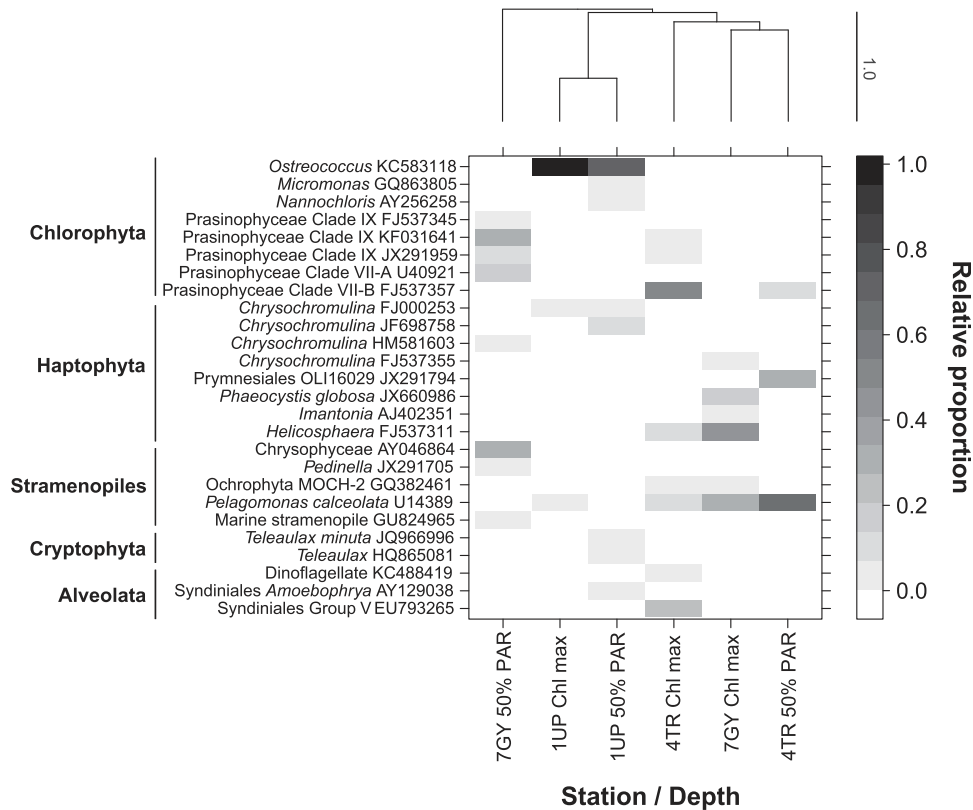 1.0
Ostreococcus KC583118
Micromonas GQ863805
Nannochloris AY256258
Prasinophyceae Clade IX FJ537345
Prasinophyceae Clade IX KF031641
Prasinophyceae Clade IX JX291959
Prasinophyceae Clade VII-A U40921
Prasinophyceae Clade VII-B FJ537357
Chrysochromulina FJ000253
Chrysochromulina JF698758
Chrysochromulina HM581603
Chrysochromulina FJ537355
Prymnesiales OLI16029 JX291794
Phaeocystis globosa JX660986
Imantonia AJ402351
Helicosphaera FJ537311
Chrysophyceae AY046864
Pedinella JX291705
Ochrophyta MOCH-2 GQ382461
Pelagomonas calceolata U14389
Marine stramenopile GU824965
Teleaulax minuta JQ966996
Teleaulax HQ865081
Dinoflagellate KC488419
Syndiniales Amoebophrya AY129038
Syndiniales Group V EU793265
Chlorophyta
Haptophyta
Stramenopiles
Cryptophyta
Alveolata
1.0
0.8
0.6
0.4
0.2
0.0
Relative proportion
7GY 50% PAR
1UP Chl max
1UP 50% PAR
4TR Chl max
7GY Chl max
4TR 50% PAR
Station / Depth